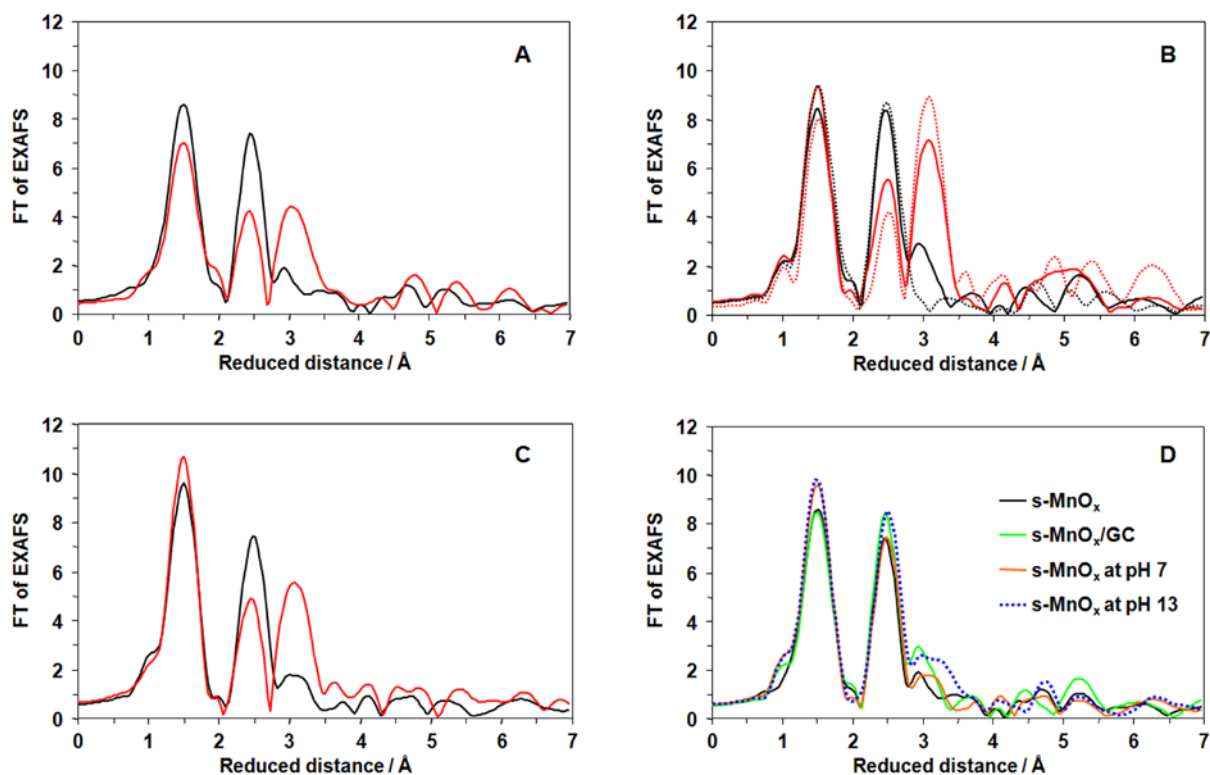 12
10
8
6
4
2
0
FT of EXAFS
A
0 1 2 3 4 5 6 7
Reduced distance / Å
12
10
8
6
4
2
0
FT of EXAFS
B
0 1 2 3 4 5 6 7
Reduced distance / Å
12
10
8
6
4
2
0
FT of EXAFS
C
0 1 2 3 4 5 6 7
Reduced distance / Å
12
10
8
6
4
2
0
FT of EXAFS
D
s-MnOₓ
s-MnOₓ/GC
s-MnOₓ at pH 7
s-MnOₓ at pH 13
0 1 2 3 4 5 6 7
Reduced distance / Å